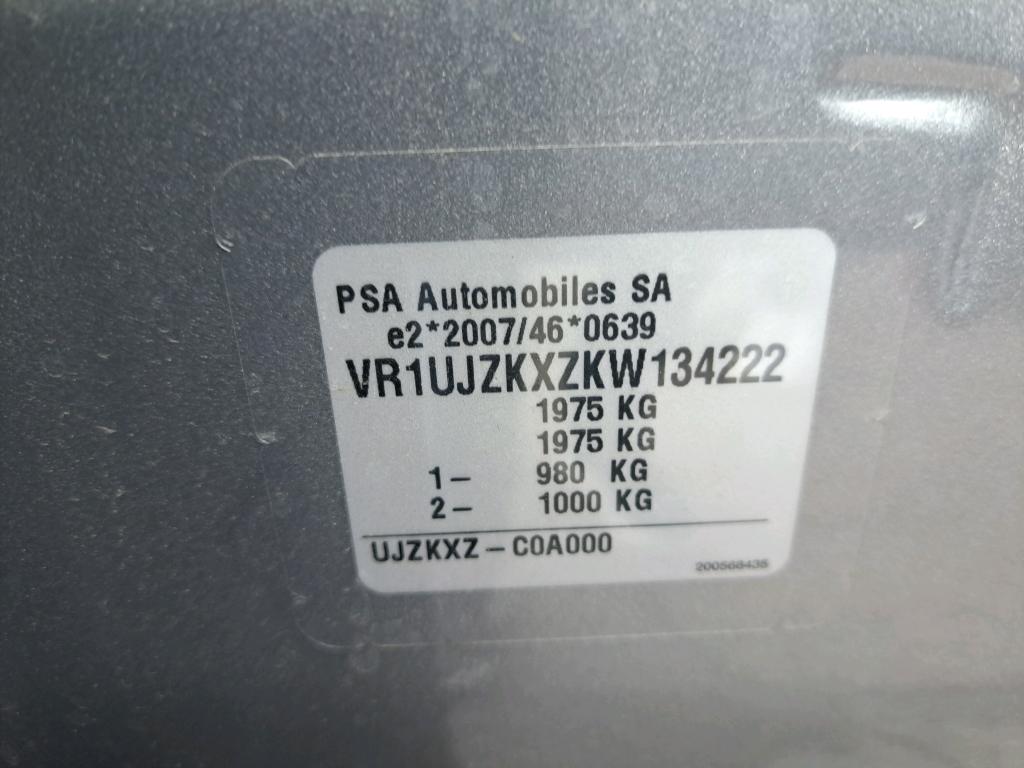 PSA Automobiles SA
e2*2007/46*0639
VR1UJZKXZKW134222
1975 KG
1975 KG
1- 980 KG
2- 1000 KG
UJZKXZ - C0A000
200568435